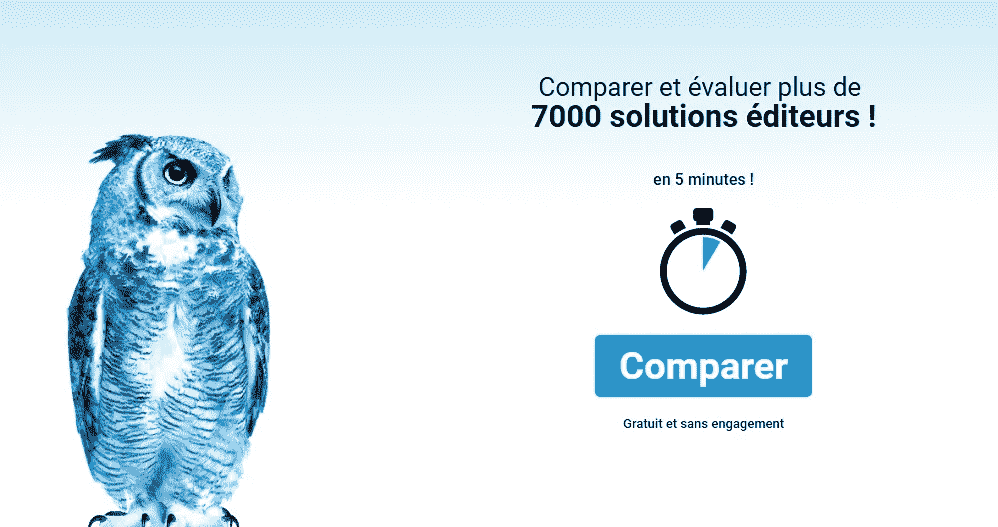 Comparer et évaluer plus de
7000 solutions éditeurs !
en 5 minutes !
Comparer
Gratuit et sans engagement